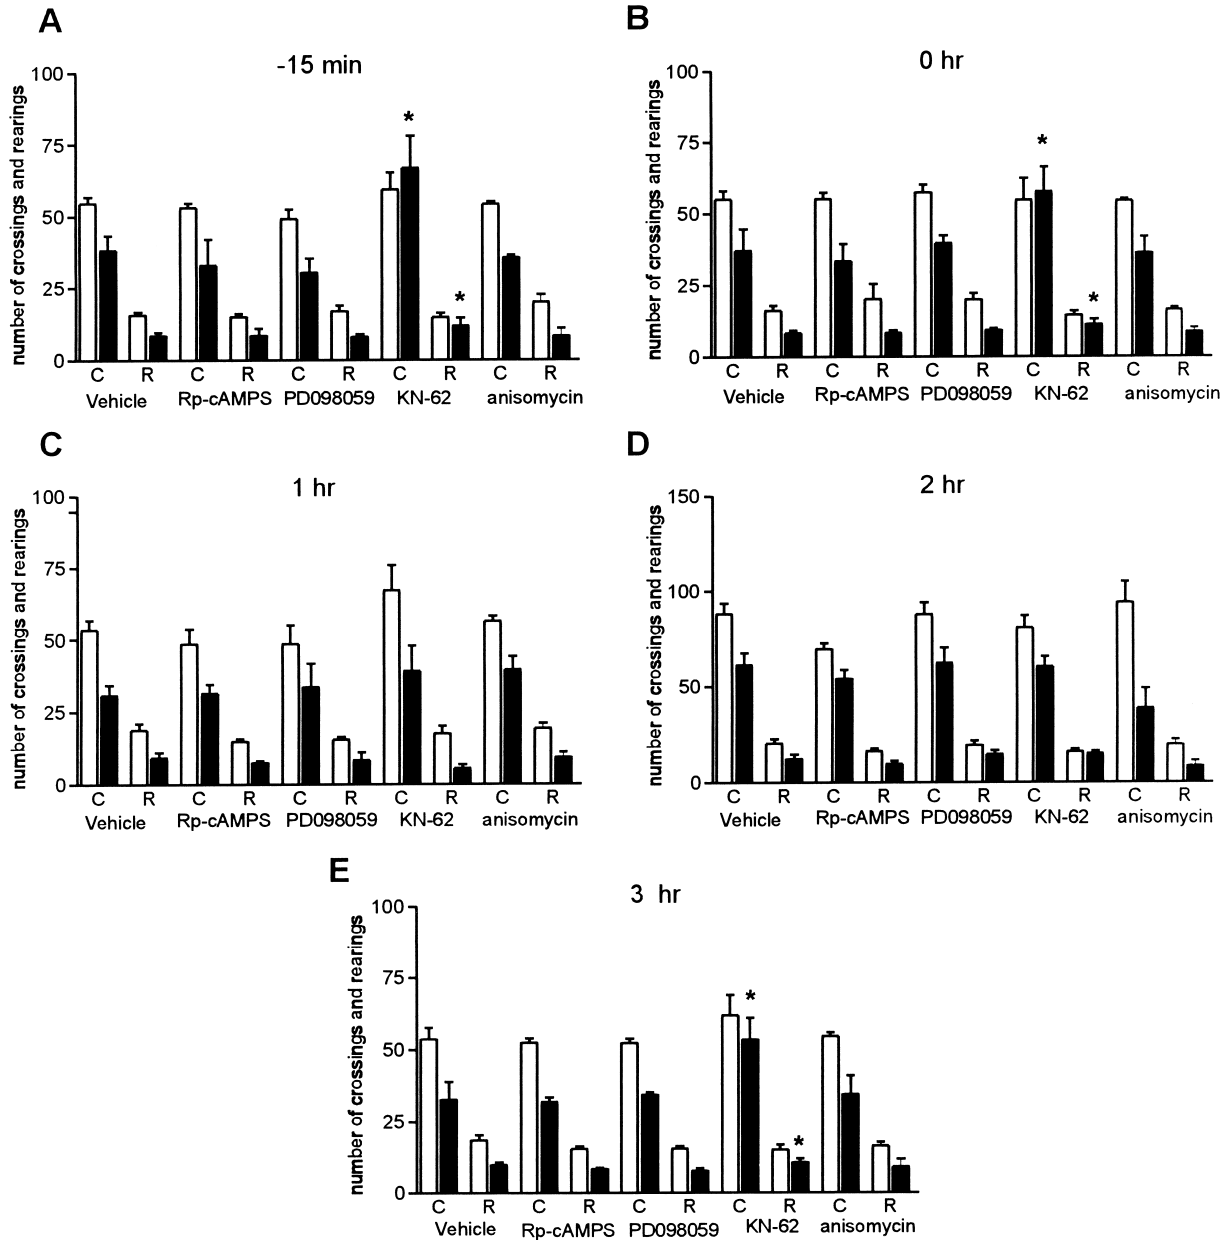 A
-15 min
number of crossings and rearings
100
75
50
25
0
*
*
C R C R C R C R C R
Vehicle Rp-cAMPS PD098059 KN-62 anisomycin
B
0 hr
number of crossings and rearings
100
75
50
25
0
*
*
C R C R C R C R C R
Vehicle Rp-cAMPS PD098059 KN-62 anisomycin
C
1 hr
number of crossings and rearings
100
75
50
25
0
C R C R C R C R C R
Vehicle Rp-cAMPS PD098059 KN-62 anisomycin
D
2 hr
number of crossings and rearings
150
100
50
0
C R C R C R C R C R
Vehicle Rp-cAMPS PD098059 KN-62 anisomycin
E
3 hr
number of crossings and rearings
100
75
50
25
0
*
*
C R C R C R C R C R
Vehicle Rp-cAMPS PD098059 KN-62 anisomycin